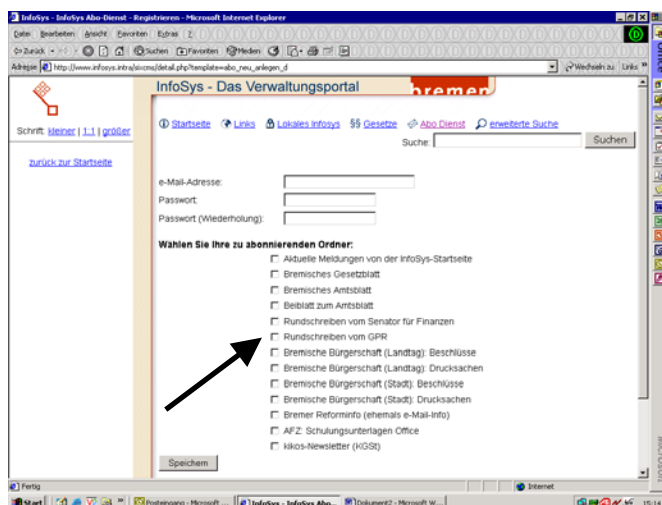 InfoSys - InfoSys Abo-Dienst - Registrieren - Microsoft Internet Explorer
Datei Bearbeiten Ansicht Favoriten Extras ?
Zurück Suchen Favoriten Medien
Adresse http://www.infosys.intra/sixcms/detail.php?template=abo_neu_anlegen_d Wechseln zu Links »
InfoSys - Das Verwaltungsportal bremen
Startseite Links Lokales Infosys §§ Gesetze Abo Dienst erweiterte Suche
Schrift: kleiner | 1:1 | größer
Suche: Suchen
zurück zur Startseite
e-Mail-Adresse:
Passwort:
Passwort (Wiederholung):
Wählen Sie Ihre zu abonnierenden Ordner:
Aktuelle Meldungen von der InfoSys-Startseite
Bremisches Gesetzblatt
Bremisches Amtsblatt
Beiblatt zum Amtsblatt
Rundschreiben vom Senator für Finanzen
Rundschreiben vom GPR
Bremische Bürgerschaft (Landtag): Beschlüsse
Bremische Bürgerschaft (Landtag): Drucksachen
Bremische Bürgerschaft (Stadt): Beschlüsse
Bremische Bürgerschaft (Stadt): Drucksachen
Bremer Reforminfo (ehemals e-Mail-Info)
AFZ: Schulungsunterlagen Office
kikos-Newsletter (KGSt)
Speichern
Fertig Internet
Start » Posteingang - Microsoft ... InfoSys - InfoSys Abo... Dokument2 - Microsoft W... 15:14